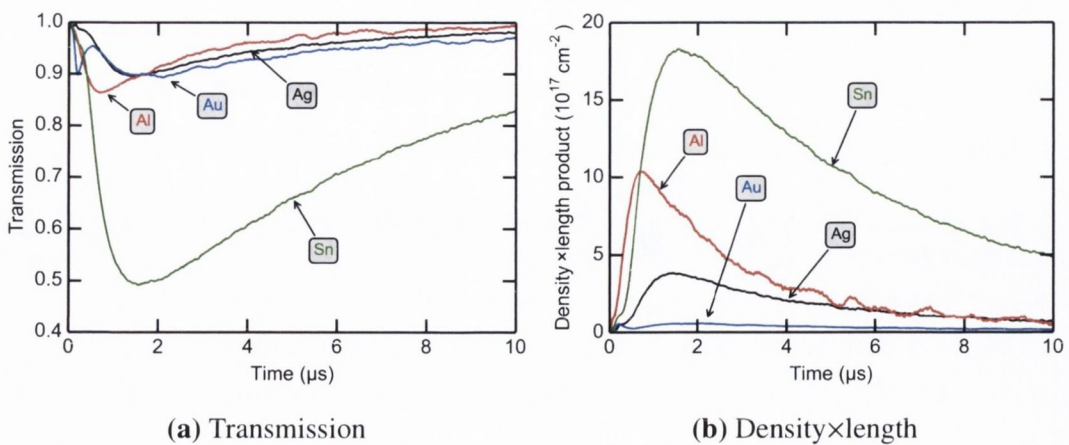 1.0
0.9
0.8
0.7
0.6
0.5
0.4
Transmission
Al
Au
Ag
Sn
0 2 4 6 8 10
Time (µs)
(a) Transmission
20
15
10
5
0
Density ×length product (10¹⁷ cm⁻²)
Sn
Al
Au
Ag
0 2 4 6 8 10
Time (µs)
(b) Density×length